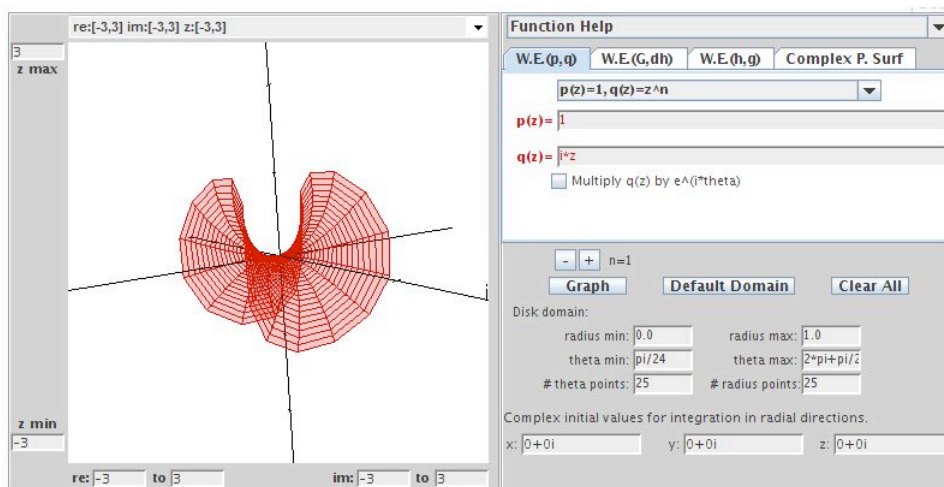 re:[-3,3] im:[-3,3] z:[-3,3]
3
z max
z min
-3
re: -3 to 3 im: -3 to 3
Function Help
W.E.(p,q) W.E.(G,dh) W.E.(h,g) Complex P. Surf
p(z)=1, q(z)=z^n
p(z)= 1
q(z)= i*z
Multiply q(z) by e^(i*theta)
- + n=1
Graph Default Domain Clear All
Disk domain:
radius min: 0.0 radius max: 1.0
theta min: pi/24 theta max: 2*pi+pi/2
# theta points: 25 # radius points: 25
Complex initial values for integration in radial directions.
x: 0+0i y: 0+0i z: 0+0i